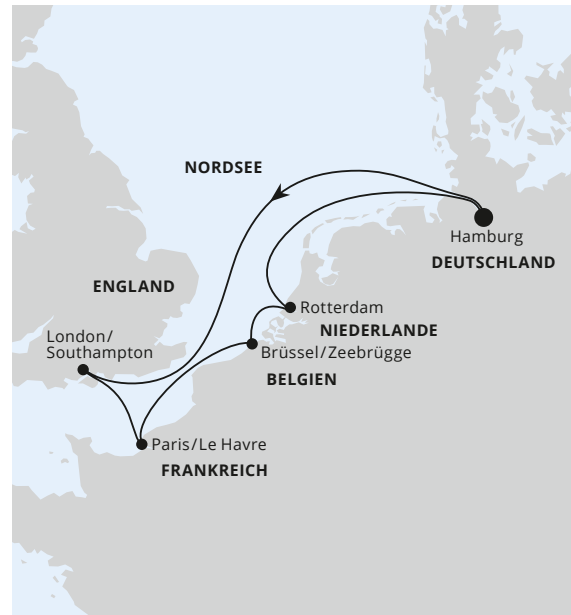 NORDSEE
Hamburg
DEUTSCHLAND
ENGLAND
Rotterdam
NIEDERLANDE
London/
Southampton
Brüssel/Zeebrügge
BELGIEN
Paris/Le Havre
FRANKREICH